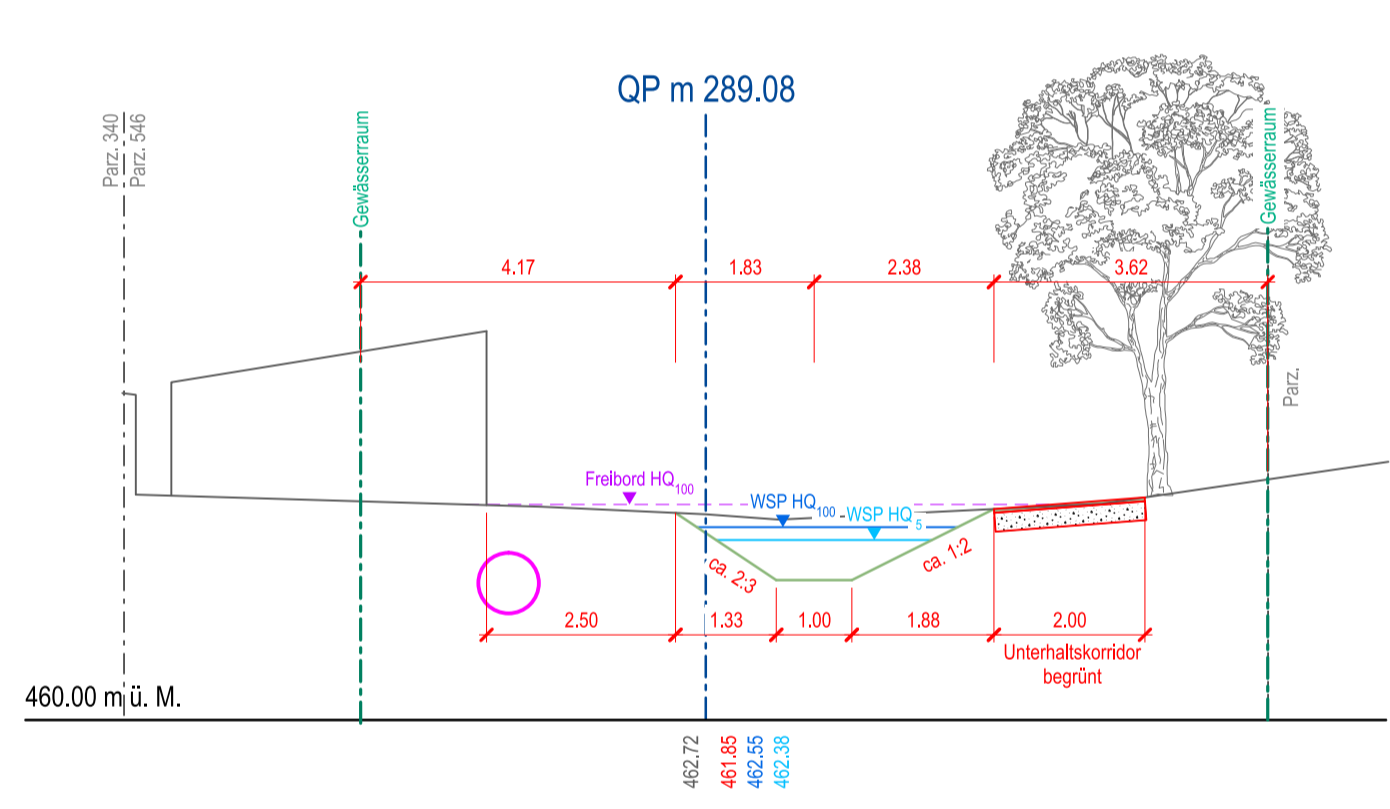 QP m 289.08
Parz. 340
Parz. 546
Gewässerraum
Gewässerraum
4.17
1.83
2.38
3.62
Parz.
Freibord HQ100
WSP HQ100
WSP HQ5
ca. 2:3
ca. 1:2
2.50
1.33
1.00
1.88
2.00
Unterhaltskorridor
begrünt
460.00 m ü. M.
462.72
461.85
462.55
462.38